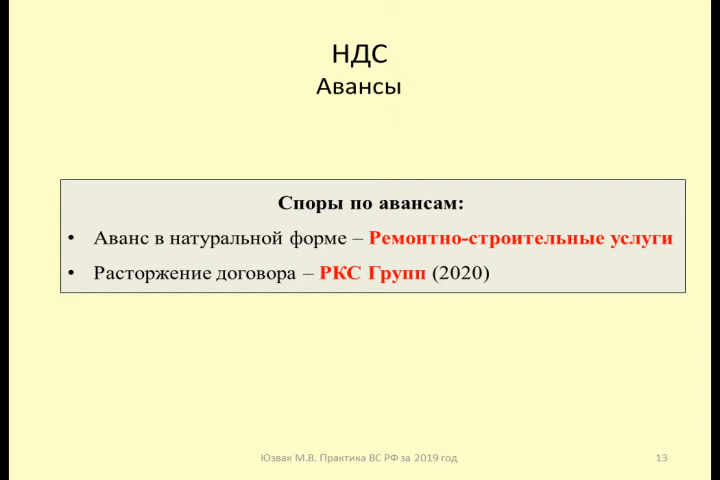 НДС
Авансы
Споры по авансам:
• Аванс в натуральной форме – Ремонтно-строительные услуги
• Расторжение договора – РКС Групп (2020)
Юзвак М.В. Практика ВС РФ за 2019 год
13